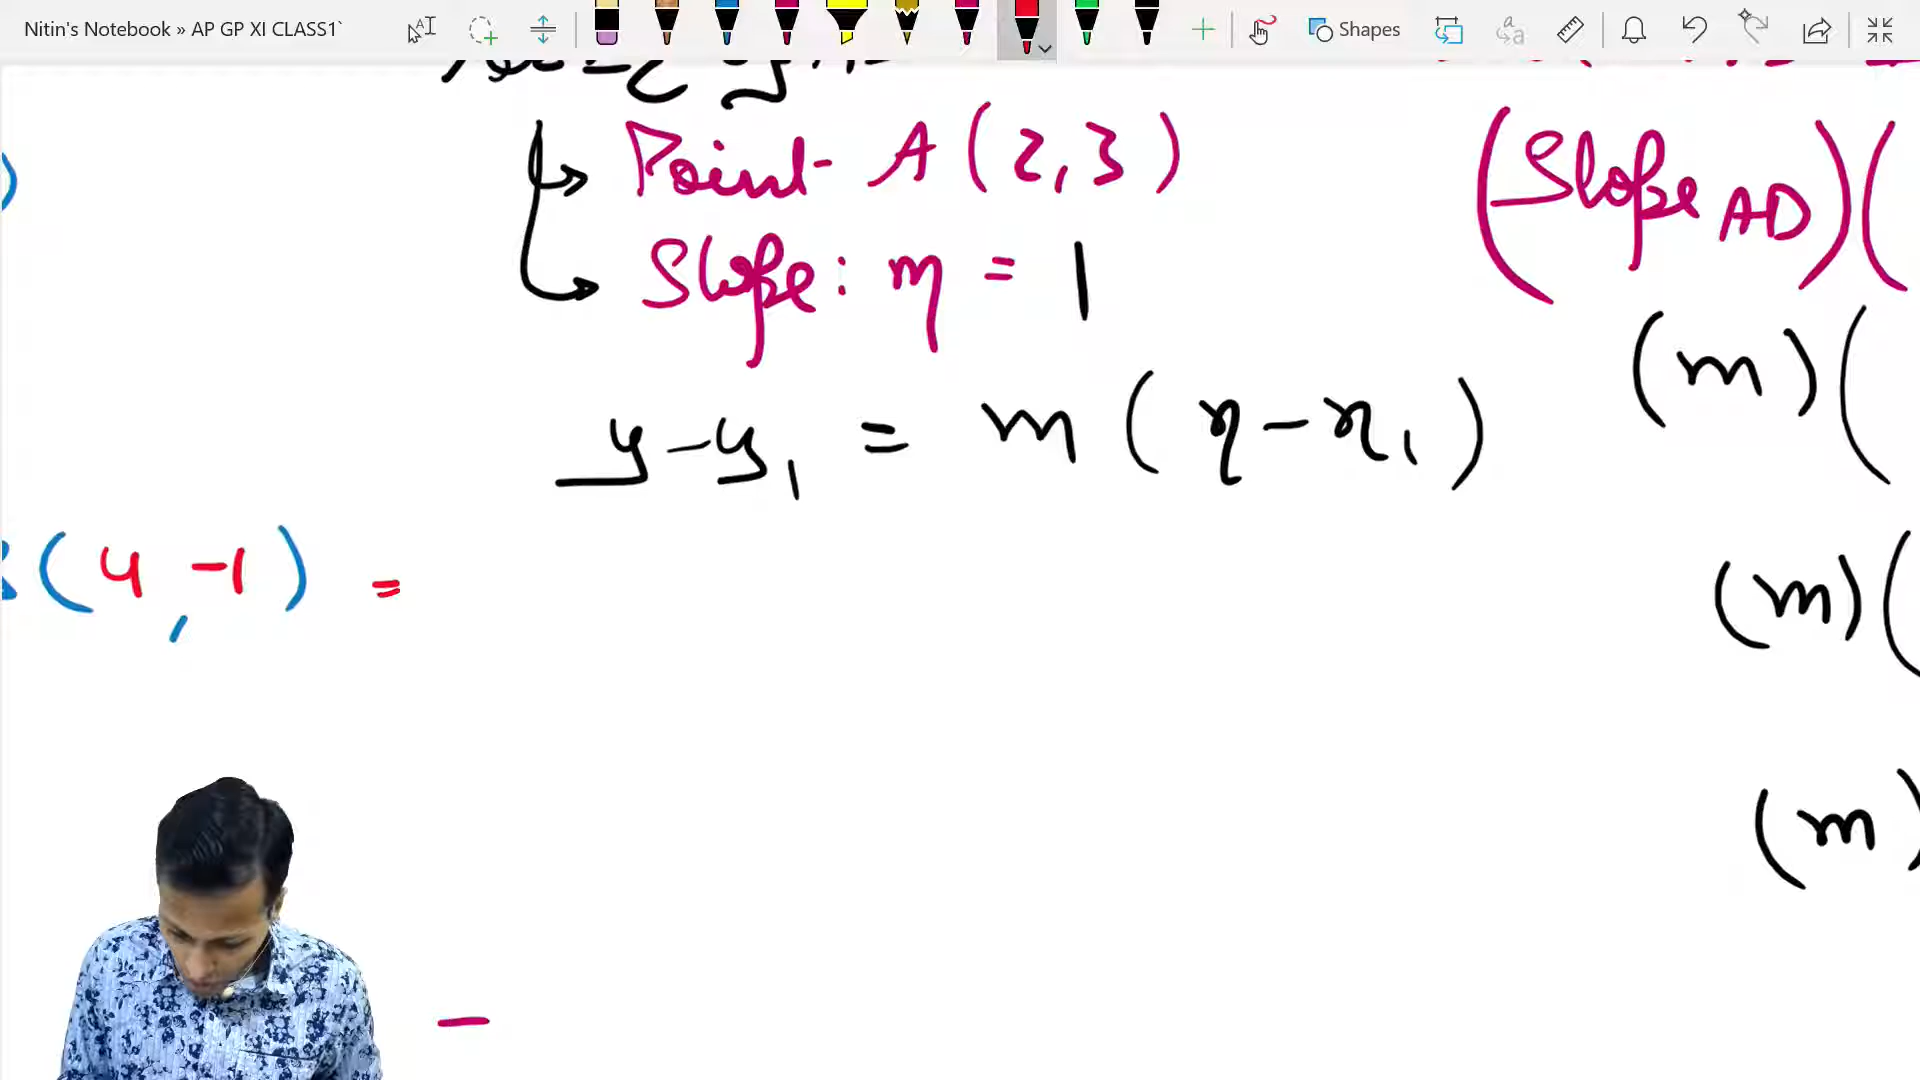 Nitin's Notebook » AP GP XI CLASS1`
Shapes
Point- A (2,3)
Slope: m = 1
y-y₁ = m (x-x₁)
(4, -1) =
(Slope AD) (
(m) (
(m) (
(m)